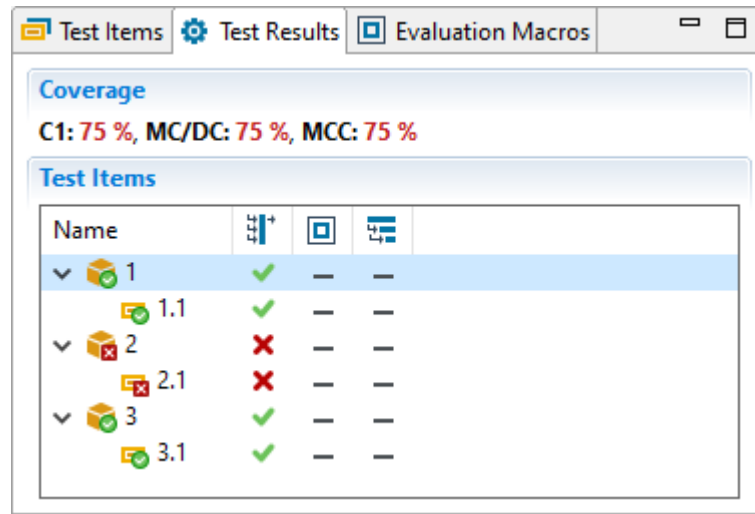 Test Items Test Results Evaluation Macros
Coverage
C1: 75 %, MC/DC: 75 %, MCC: 75 %
Test Items
Name
1
1.1
2
2.1
3
3.1